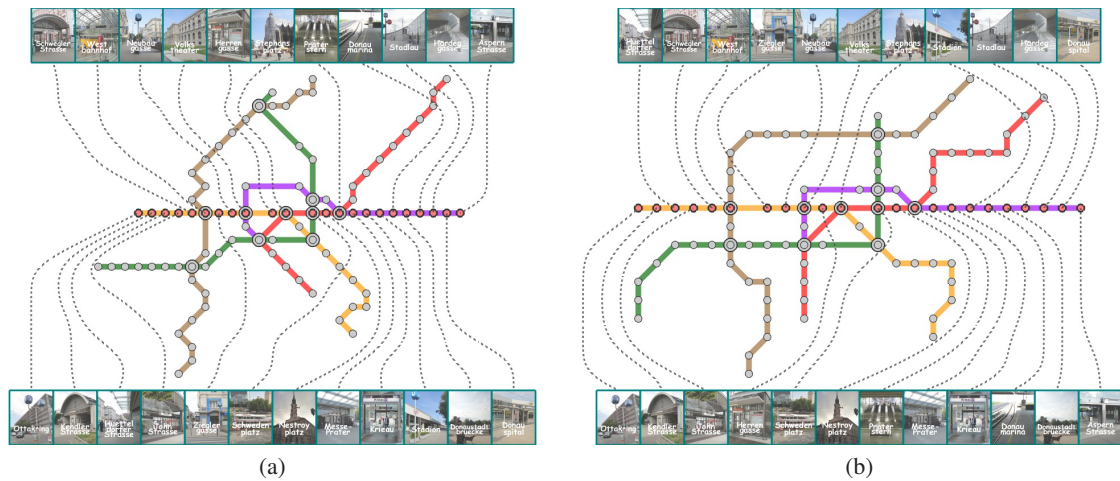 Schwegler
Strasse
West
bahnhof
Neubau
gasse
Volks
theater
Herren
gasse
Stephans
platz
Prater
stern
Donau
marina
Stadlau
Hardeg
gasse
Aspern
Strasse
Ottakring
Kendler
Strasse
Huettel
dorfer
Strasse
John
Strasse
Ziegler
gasse
Schweden
platz
Nestroy
platz
Messe
Prater
Krieau
Stadion
Donaustadt
bruecke
Donau
spital
(a)
Huettel
dorfer
Strasse
Schwegler
Strasse
West
bahnhof
Ziegler
gasse
Neubau
gasse
Volks
theater
Stephans
platz
Stadion
Stadlau
Hardeg
gasse
Donau
spital
Ottakring
Kendler
Strasse
John
Strasse
Herren
gasse
Schweden
platz
Nestroy
platz
Prater
stern
Messe
Prater
Krieau
Donau
marina
Donaustadt
bruecke
Aspern
Strasse
(b)